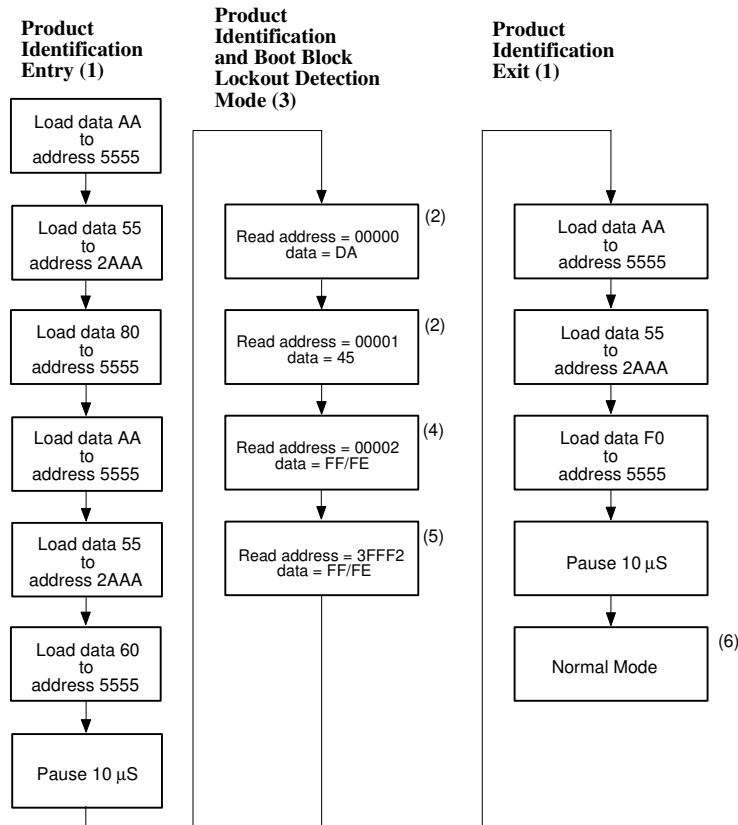 Product
Identification
Entry (1)
Load data AA
to
address 5555
Load data 55
to
address 2AAA
Load data 80
to
address 5555
Load data AA
to
address 5555
Load data 55
to
address 2AAA
Load data 60
to
address 5555
Pause 10 µS
Product
Identification
and Boot Block
Lockout Detection
Mode (3)
Read address = 00000
data = DA
(2)
Read address = 00001
data = 45
(2)
Read address = 00002
data = FF/FE
(4)
Read address = 3FFF2
data = FF/FE
(5)
Product
Identification
Exit (1)
Load data AA
to
address 5555
Load data 55
to
address 2AAA
Load data F0
to
address 5555
Pause 10 µS
Normal Mode
(6)